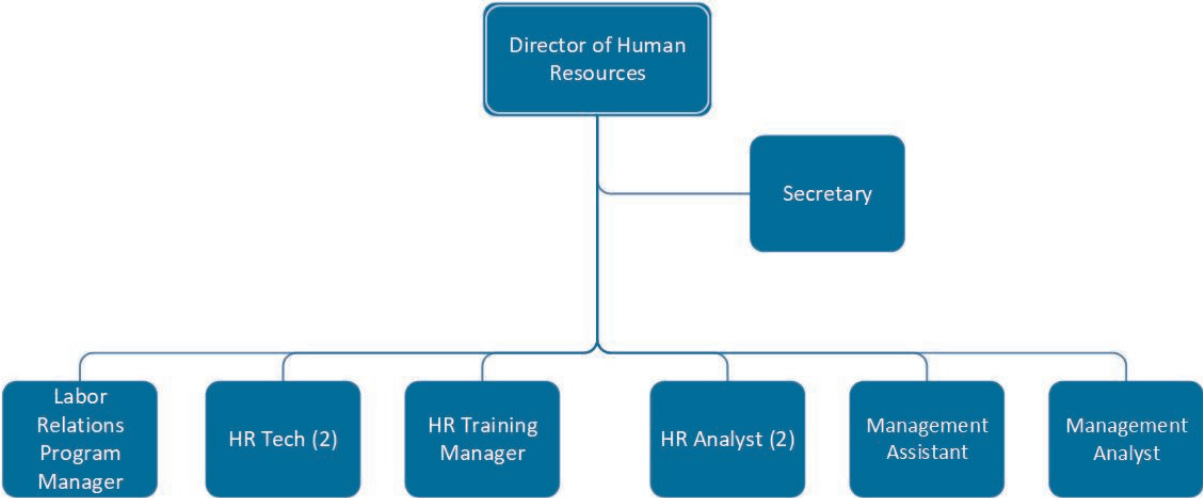 Director of Human
Resources
Secretary
Labor
Relations
Program
Manager
HR Tech (2)
HR Training
Manager
HR Analyst (2)
Management
Assistant
Management
Analyst